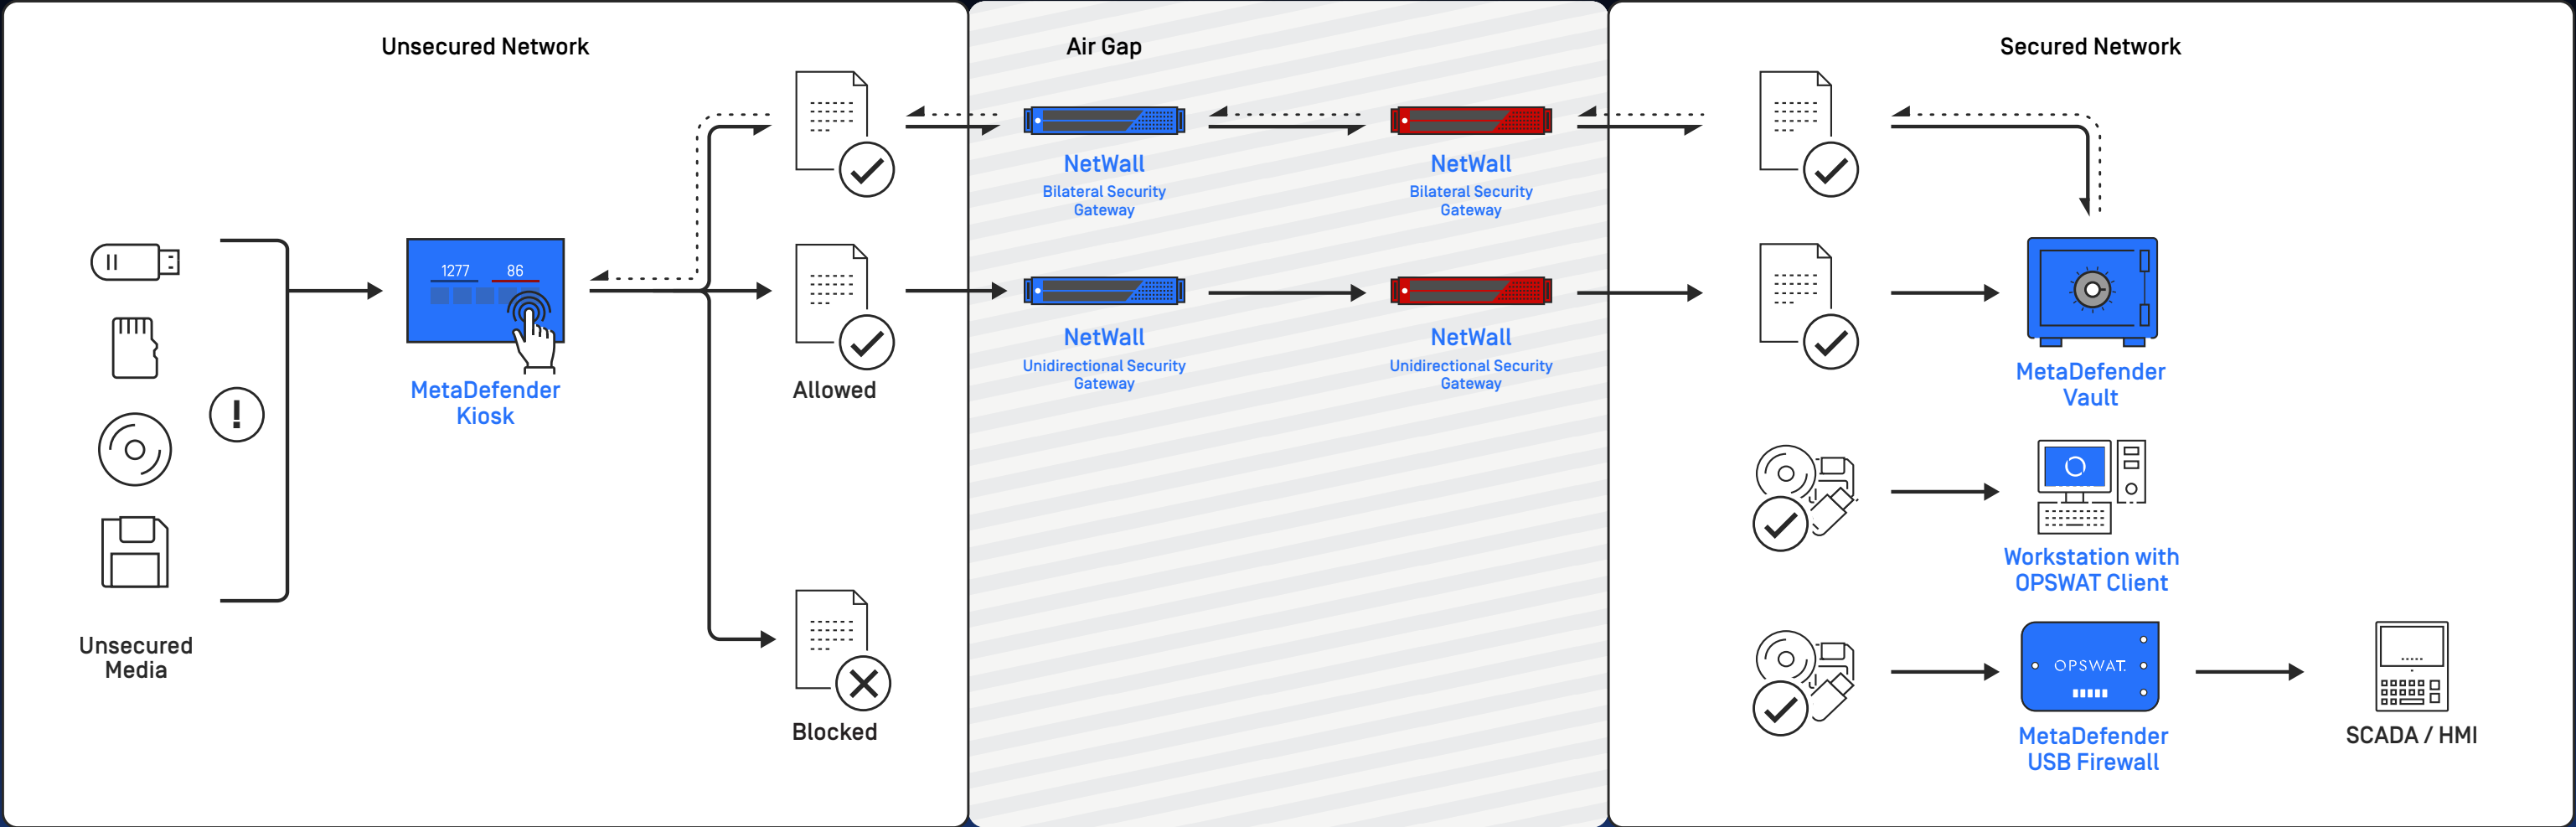 Unsecured Network
Air Gap
Secured Network
NetWall
Bilateral Security
Gateway
NetWall
Bilateral Security
Gateway
1277
86
MetaDefender
Kiosk
Allowed
NetWall
Unidirectional Security
Gateway
NetWall
Unidirectional Security
Gateway
MetaDefender
Vault
!
Workstation with
OPSWAT Client
Unsecured
Media
Blocked
OPSWAT.
MetaDefender
USB Firewall
SCADA / HMI